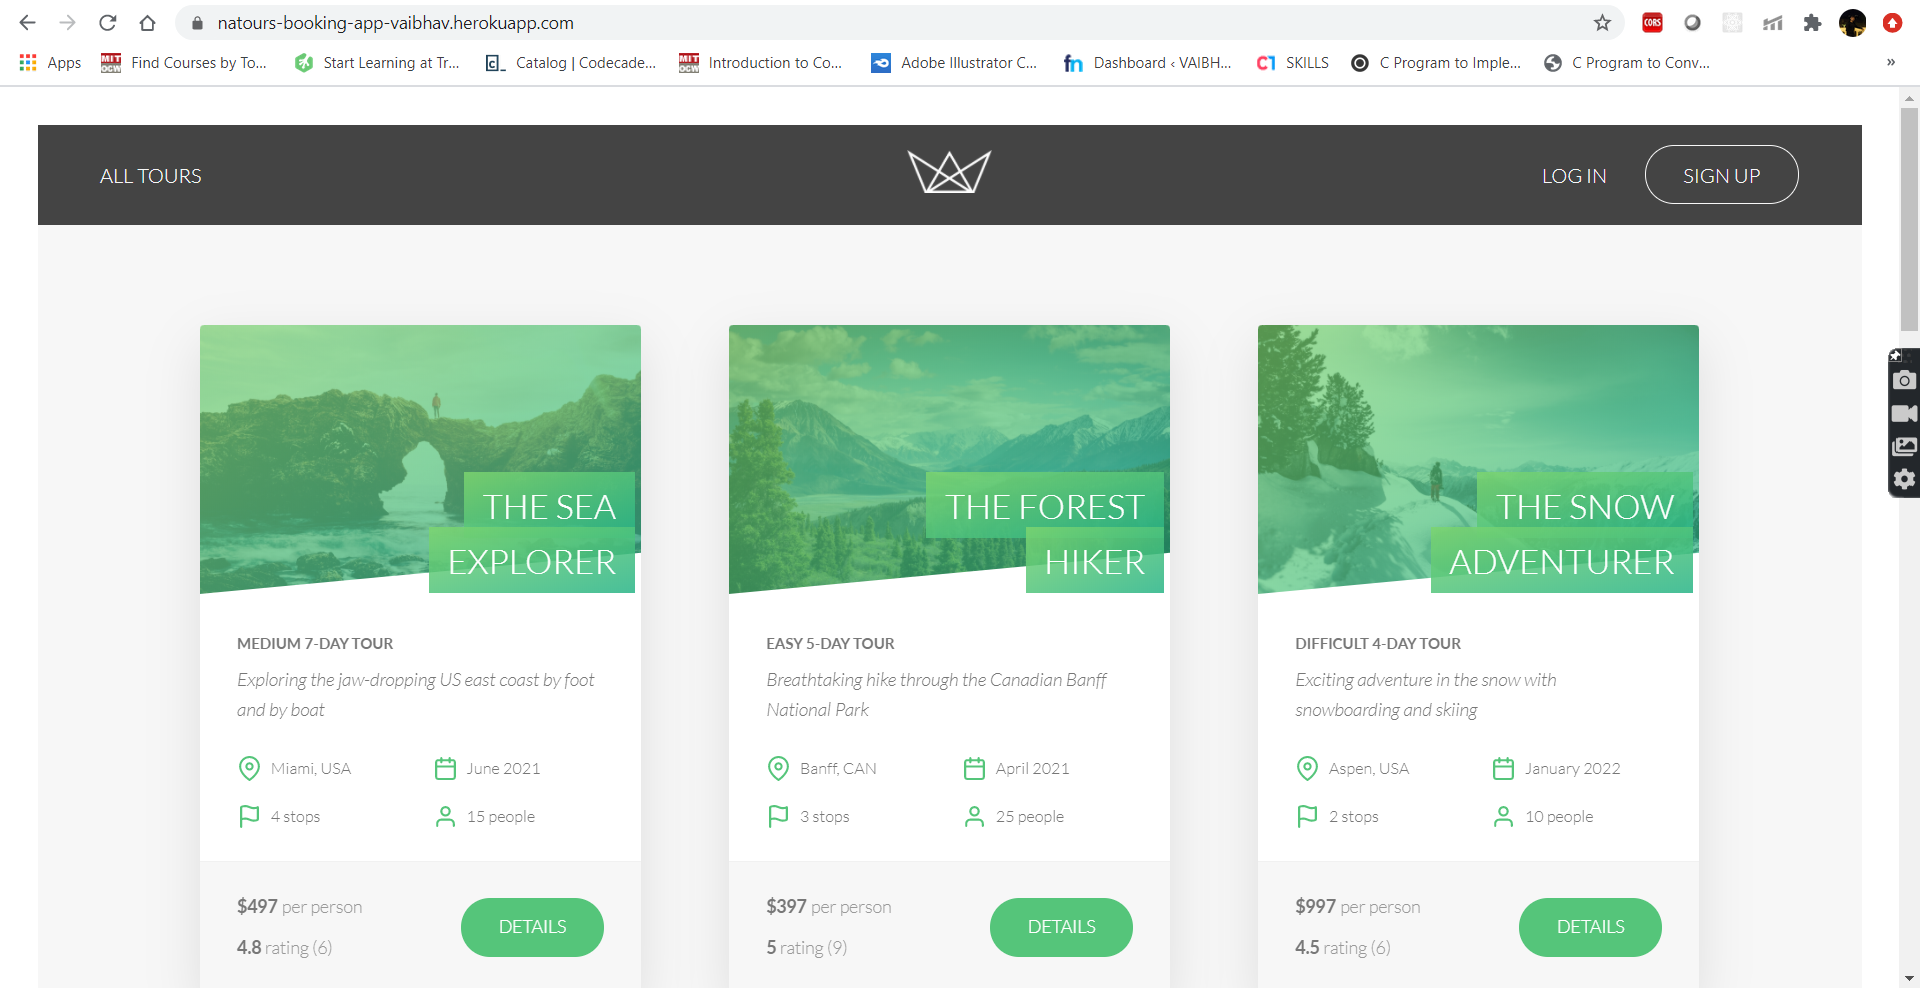 natours-booking-app-vaibhav.herokuapp.com
CORS
Apps
MIT OCW
Find Courses by To...
Start Learning at Tr...
Catalog | Codecade...
MIT OCW
Introduction to Co...
Adobe Illustrator C...
Dashboard ‹ VAIBH...
SKILLS
C Program to Imple...
C Program to Conv...
»
ALL TOURS
LOG IN
SIGN UP
THE SEA
EXPLORER
MEDIUM 7-DAY TOUR
Exploring the jaw-dropping US east coast by foot
and by boat
Miami, USA
June 2021
4 stops
15 people
$497 per person
4.8 rating (6)
DETAILS
THE FOREST
HIKER
EASY 5-DAY TOUR
Breathtaking hike through the Canadian Banff
National Park
Banff, CAN
April 2021
3 stops
25 people
$397 per person
5 rating (9)
DETAILS
THE SNOW
ADVENTURER
DIFFICULT 4-DAY TOUR
Exciting adventure in the snow with
snowboarding and skiing
Aspen, USA
January 2022
2 stops
10 people
$997 per person
4.5 rating (6)
DETAILS